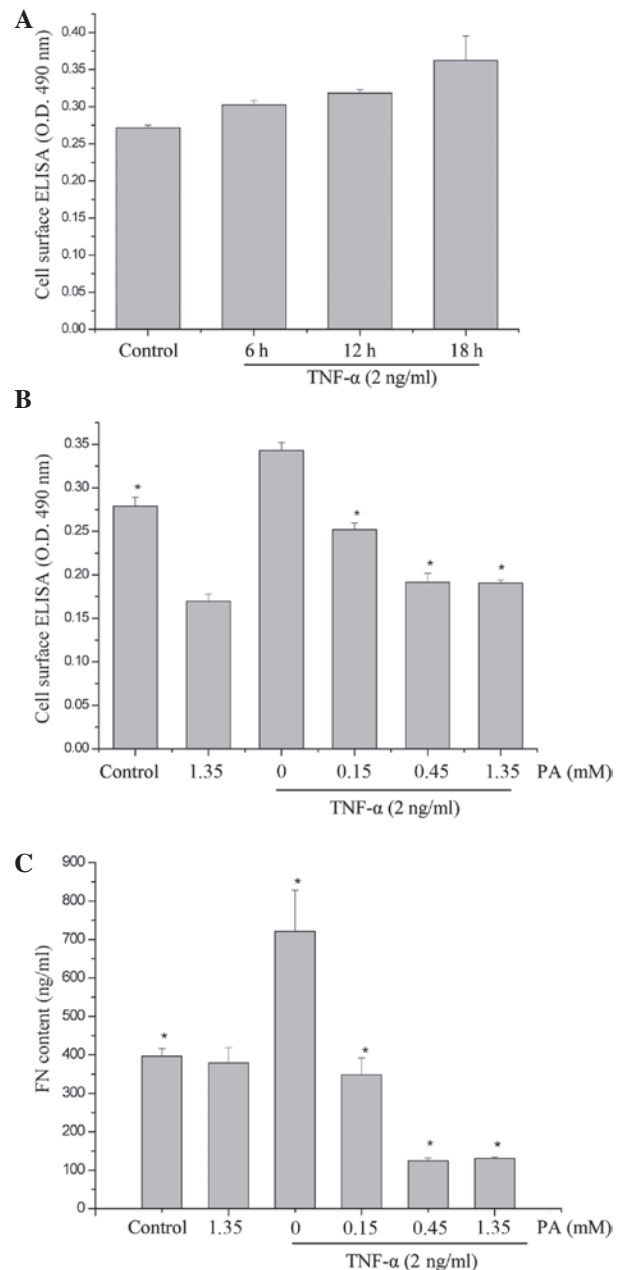 A
Cell surface ELISA (O.D. 490 nm)
0.40
0.35
0.30
0.25
0.20
0.15
0.10
0.05
0.00
Control 6 h 12 h 18 h
TNF-α (2 ng/ml)
B
Cell surface ELISA (O.D. 490 nm)
0.35
0.30
0.25
0.20
0.15
0.10
0.05
0.00
* * * *
Control 1.35 0 0.15 0.45 1.35 PA (mM)
TNF-α (2 ng/ml)
C
FN content (ng/ml)
900
800
700
600
500
400
300
200
100
0
* * * * *
Control 1.35 0 0.15 0.45 1.35 PA (mM)
TNF-α (2 ng/ml)